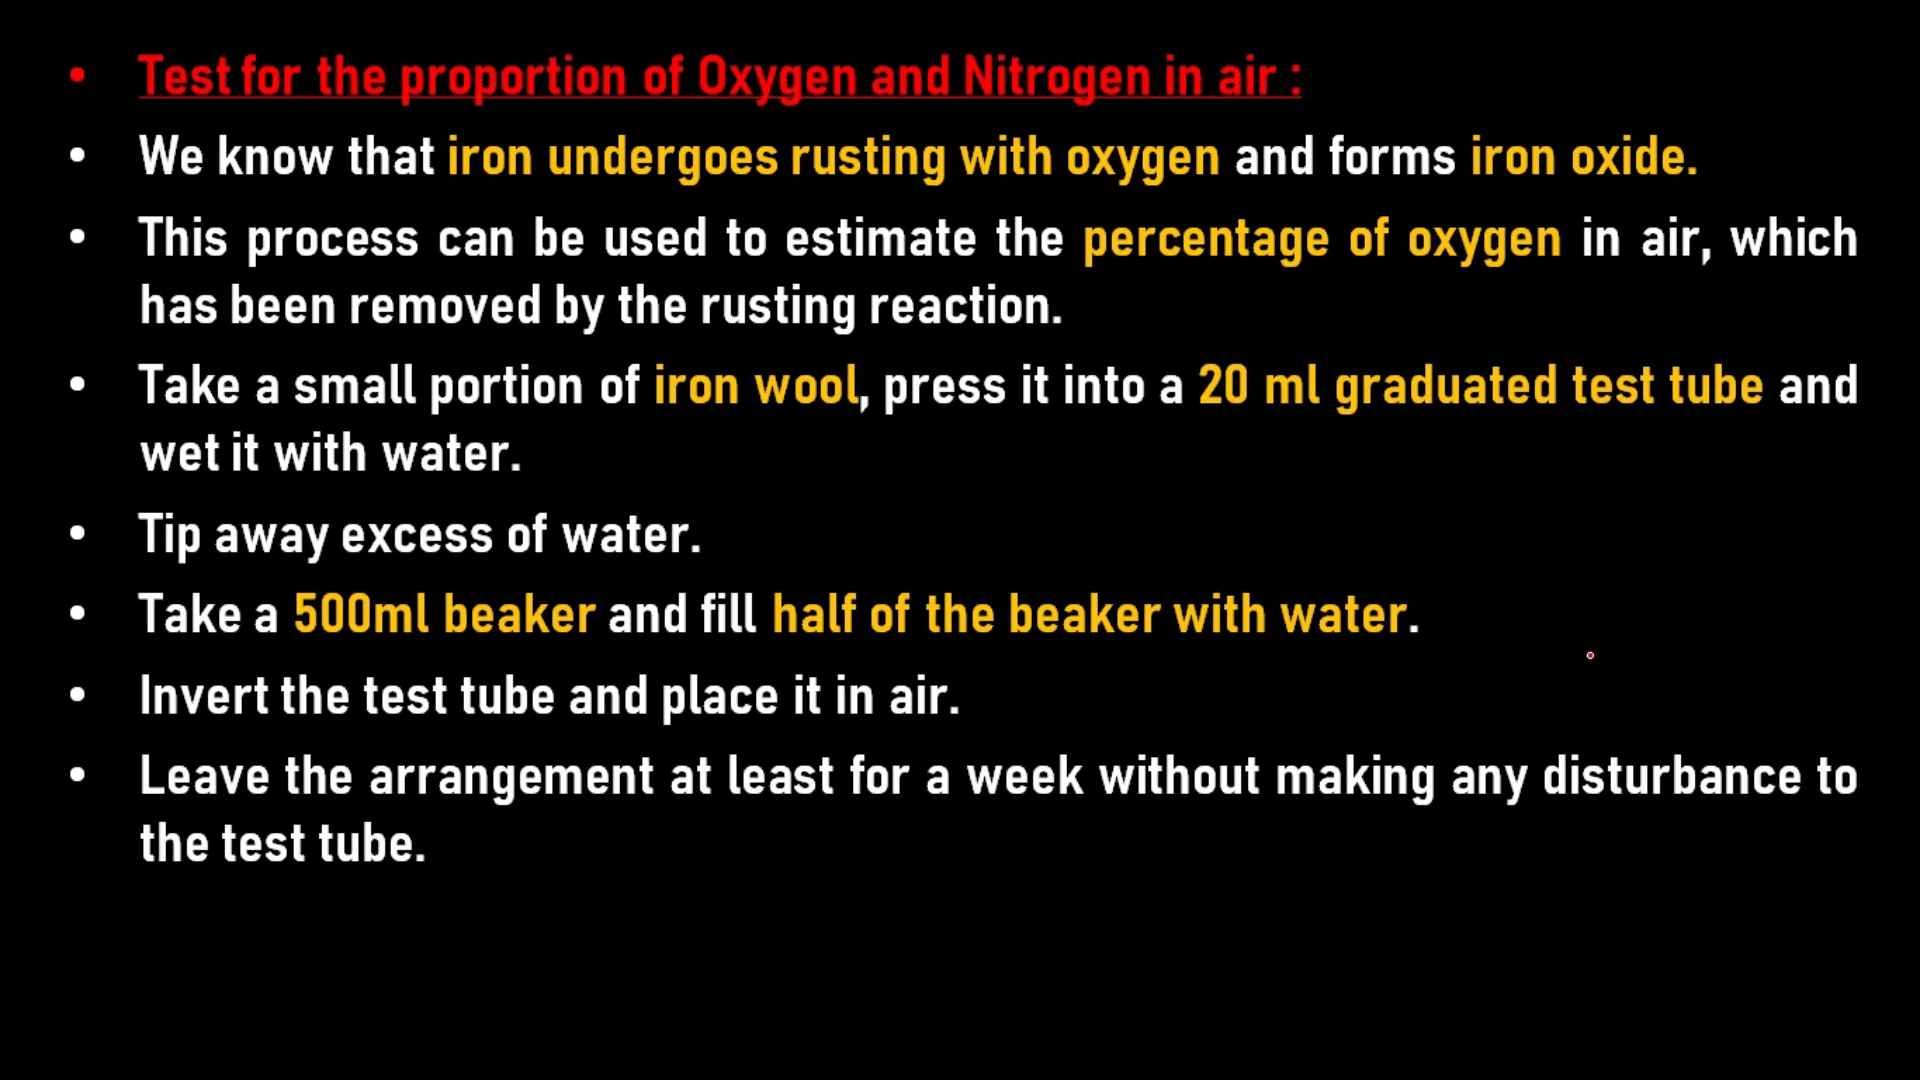 • Test for the proportion of Oxygen and Nitrogen in air :
• We know that iron undergoes rusting with oxygen and forms iron oxide.
• This process can be used to estimate the percentage of oxygen in air, which
has been removed by the rusting reaction.
• Take a small portion of iron wool, press it into a 20 ml graduated test tube and
wet it with water.
• Tip away excess of water.
• Take a 500ml beaker and fill half of the beaker with water.
• Invert the test tube and place it in air.
• Leave the arrangement at least for a week without making any disturbance to
the test tube.